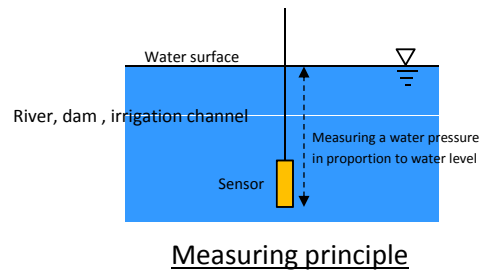 Water surface
River, dam , irrigation channel
Measuring a water pressure
in proportion to water level
Sensor
Measuring principle